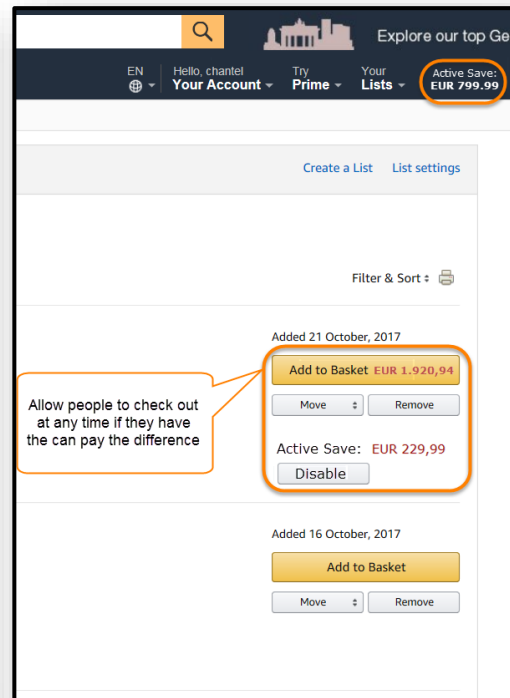 Explore our top Ge
EN
Hello, chantel
Your Account
Try
Prime
Your
Lists
Active Save:
EUR 799.99
Create a List List settings
Filter & Sort
Added 21 October, 2017
Add to Basket EUR 1.920,94
Move Remove
Allow people to check out
at any time if they have
the can pay the difference
Active Save: EUR 229,99
Disable
Added 16 October, 2017
Add to Basket
Move Remove